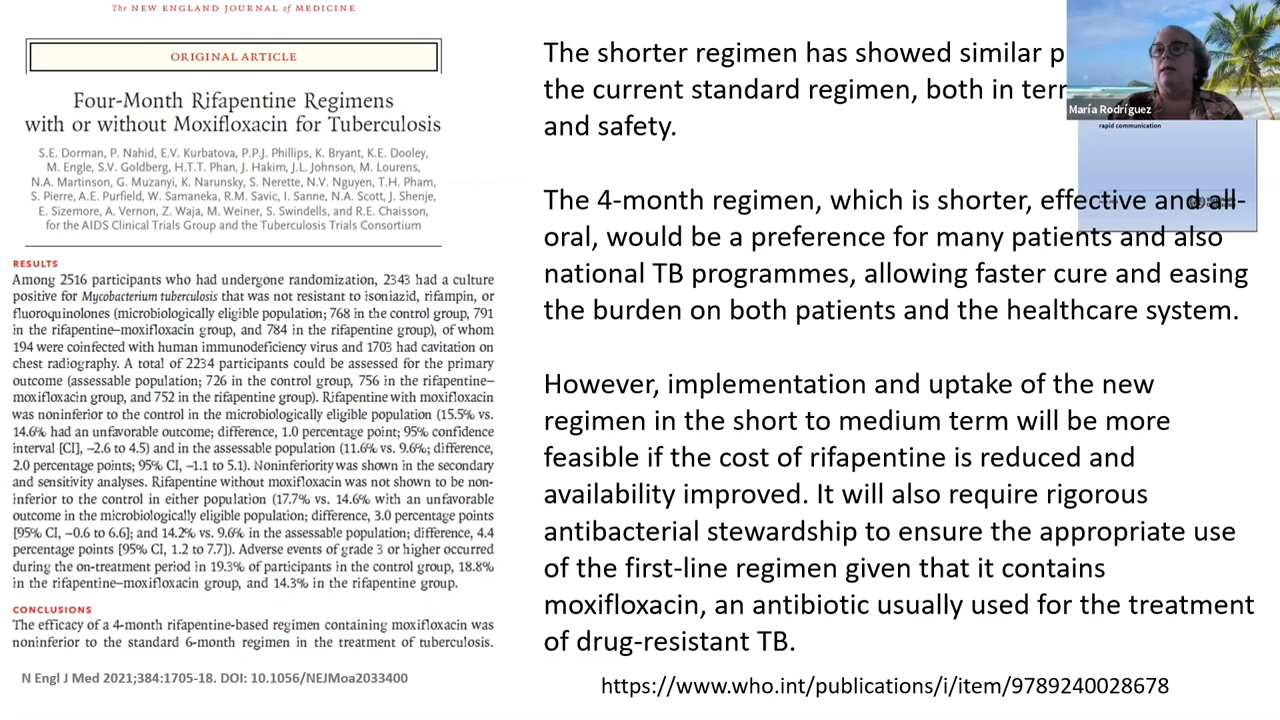 The NEW ENGLAND JOURNAL of MEDICINE
ORIGINAL ARTICLE
Four-Month Rifapentine Regimens
with or without Moxifloxacin for Tuberculosis
S.E. Dorman, P. Nahid, E.V. Kurbatova, P.P.J. Phillips, K. Bryant, K.E. Dooley,
M. Engle, S.V. Goldberg, H.T.T. Phan, J. Hakim, J.L. Johnson, M. Lourens,
N.A. Martinson, G. Muzanyi, K. Narunsky, S. Nerette, N.V. Nguyen, T.H. Pham,
S. Pierre, A.E. Purfield, W. Samaneka, R.M. Savic, I. Sanne, N.A. Scott, J. Shenje,
E. Sizemore, A. Vernon, Z. Waja, M. Weiner, S. Swindells, and R.E. Chaisson,
for the AIDS Clinical Trials Group and the Tuberculosis Trials Consortium
RESULTS
Among 2516 participants who had undergone randomization, 2343 had a culture
positive for Mycobacterium tuberculosis that was not resistant to isoniazid, rifampin, or
fluoroquinolones (microbiologically eligible population; 768 in the control group, 791
in the rifapentine–moxifloxacin group, and 784 in the rifapentine group), of whom
194 were coinfected with human immunodeficiency virus and 1703 had cavitation on
chest radiography. A total of 2234 participants could be assessed for the primary
outcome (assessable population; 726 in the control group, 756 in the rifapentine–
moxifloxacin group, and 752 in the rifapentine group). Rifapentine with moxifloxacin
was noninferior to the control in the microbiologically eligible population (15.5% vs.
14.6% had an unfavorable outcome; difference, 1.0 percentage point; 95% confidence
interval [CI], −2.6 to 4.5) and in the assessable population (11.6% vs. 9.6%; difference,
2.0 percentage points; 95% CI, −1.1 to 5.1). Noninferiority was shown in the secondary
and sensitivity analyses. Rifapentine without moxifloxacin was not shown to be non-
inferior to the control in either population (17.7% vs. 14.6% with an unfavorable
outcome in the microbiologically eligible population; difference, 3.0 percentage points
[95% CI, −0.6 to 6.6]; and 14.2% vs. 9.6% in the assessable population; difference, 4.4
percentage points [95% CI, 1.2 to 7.7]). Adverse events of grade 3 or higher occurred
during the on-treatment period in 19.3% of participants in the control group, 18.8%
in the rifapentine–moxifloxacin group, and 14.3% in the rifapentine group.
CONCLUSIONS
The efficacy of a 4-month rifapentine-based regimen containing moxifloxacin was
noninferior to the standard 6-month regimen in the treatment of tuberculosis.
N Engl J Med 2021;384:1705-18. DOI: 10.1056/NEJMoa2033400
The shorter regimen has showed similar p
the current standard regimen, both in ter
and safety.
María Rodríguez
rapid communication
The 4-month regimen, which is shorter, effective and all-
oral, would be a preference for many patients and also
national TB programmes, allowing faster cure and easing
the burden on both patients and the healthcare system.
However, implementation and uptake of the new
regimen in the short to medium term will be more
feasible if the cost of rifapentine is reduced and
availability improved. It will also require rigorous
antibacterial stewardship to ensure the appropriate use
of the first-line regimen given that it contains
moxifloxacin, an antibiotic usually used for the treatment
of drug-resistant TB.
https://www.who.int/publications/i/item/9789240028678